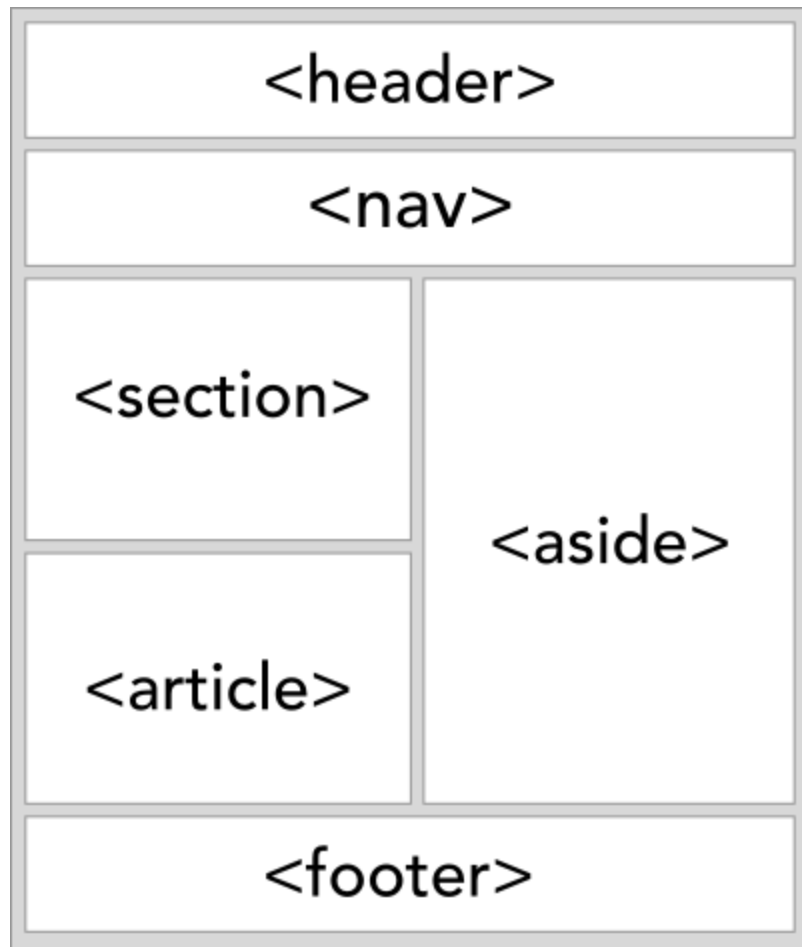 <header>
<nav>
<section>
<article>
<aside>
<footer>